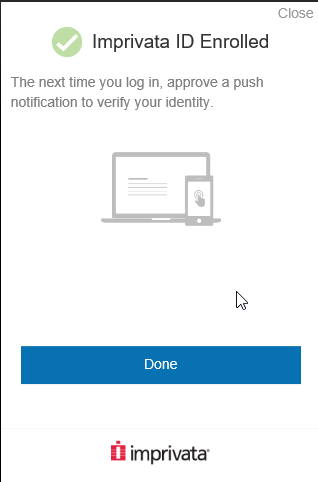 Close
Imprivata ID Enrolled
The next time you log in, approve a push
notification to verify your identity.
Done
imprivata®